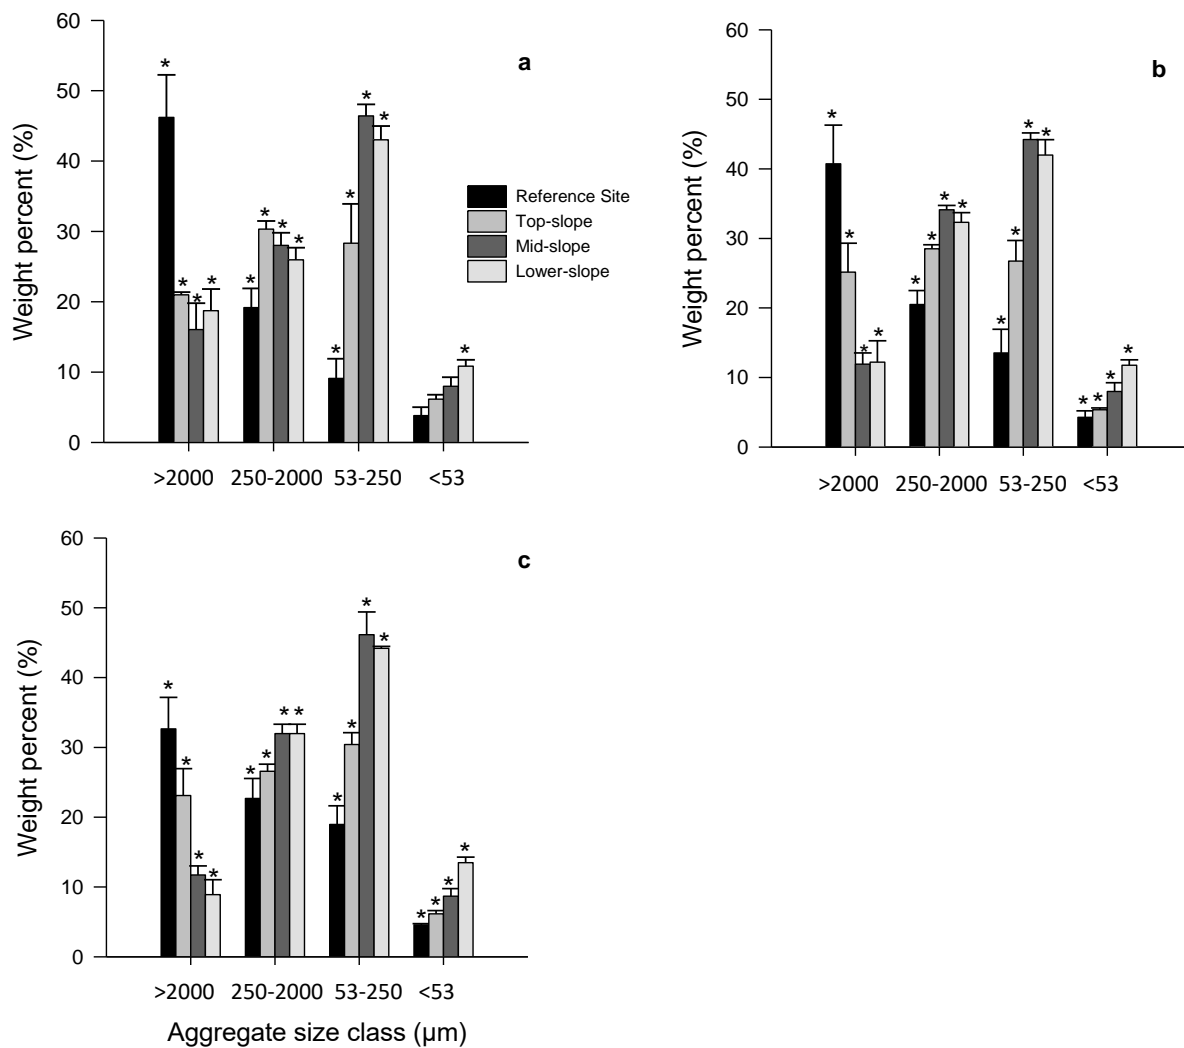 a
Weight percent (%)
60
50
40
30
20
10
0
* * * *
* * * *
* * * *
*
>2000 250-2000 53-250 <53
Reference Site
Top-slope
Mid-slope
Lower-slope
b
Weight percent (%)
60
50
40
30
20
10
0
* * * *
* * * *
* * * *
* * * *
>2000 250-2000 53-250 <53
c
Weight percent (%)
60
50
40
30
20
10
0
* * * *
* * * *
* * * *
* * * *
>2000 250-2000 53-250 <53
Aggregate size class (μm)